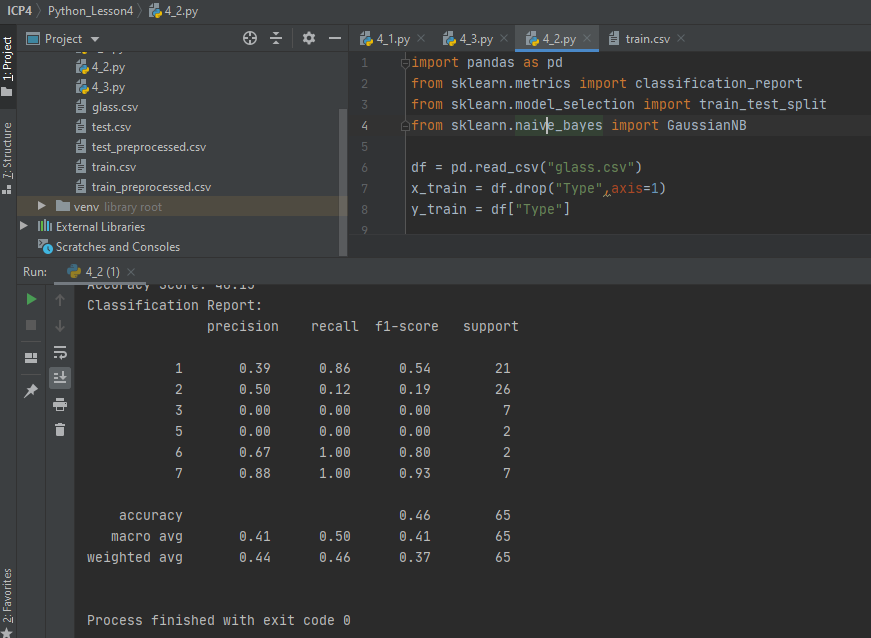 ICP4 Python_Lesson4 4_2.py
1: Project
7: Structure
2: Favorites
Project
4_2.py
4_3.py
glass.csv
test.csv
test_preprocessed.csv
train.csv
train_preprocessed.csv
venv library root
External Libraries
Scratches and Consoles
4_1.py 4_3.py 4_2.py train.csv
1 import pandas as pd
2 from sklearn.metrics import classification_report
3 from sklearn.model_selection import train_test_split
4 from sklearn.naive_bayes import GaussianNB
5
6 df = pd.read_csv("glass.csv")
7 x_train = df.drop("Type",axis=1)
8 y_train = df["Type"]
9
Run: 4_2 (1)
Accuracy Score: 46.15
Classification Report:
precision recall f1-score support
1 0.39 0.86 0.54 21
2 0.50 0.12 0.19 26
3 0.00 0.00 0.00 7
5 0.00 0.00 0.00 2
6 0.67 1.00 0.80 2
7 0.88 1.00 0.93 7
accuracy 0.46 65
macro avg 0.41 0.50 0.41 65
weighted avg 0.44 0.46 0.37 65
Process finished with exit code 0